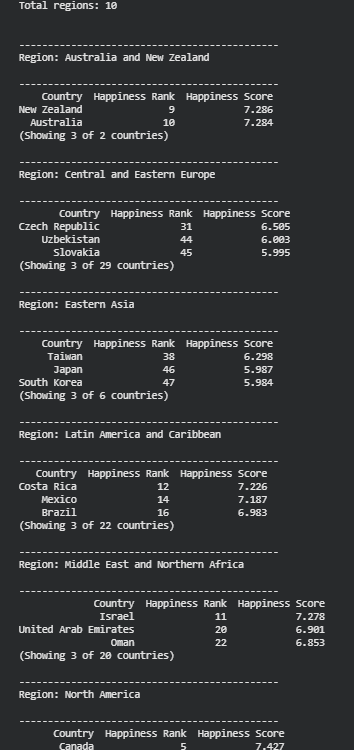 Total regions: 10
--------------------------------------------
Region: Australia and New Zealand
--------------------------------------------
Country Happiness Rank Happiness Score
New Zealand 9 7.286
Australia 10 7.284
(Showing 3 of 2 countries)
--------------------------------------------
Region: Central and Eastern Europe
--------------------------------------------
Country Happiness Rank Happiness Score
Czech Republic 31 6.505
Uzbekistan 44 6.003
Slovakia 45 5.995
(Showing 3 of 29 countries)
--------------------------------------------
Region: Eastern Asia
--------------------------------------------
Country Happiness Rank Happiness Score
Taiwan 38 6.298
Japan 46 5.987
South Korea 47 5.984
(Showing 3 of 6 countries)
--------------------------------------------
Region: Latin America and Caribbean
--------------------------------------------
Country Happiness Rank Happiness Score
Costa Rica 12 7.226
Mexico 14 7.187
Brazil 16 6.983
(Showing 3 of 22 countries)
--------------------------------------------
Region: Middle East and Northern Africa
--------------------------------------------
Country Happiness Rank Happiness Score
Israel 11 7.278
United Arab Emirates 20 6.901
Oman 22 6.853
(Showing 3 of 20 countries)
--------------------------------------------
Region: North America
--------------------------------------------
Country Happiness Rank Happiness Score
Canada 5 7.427